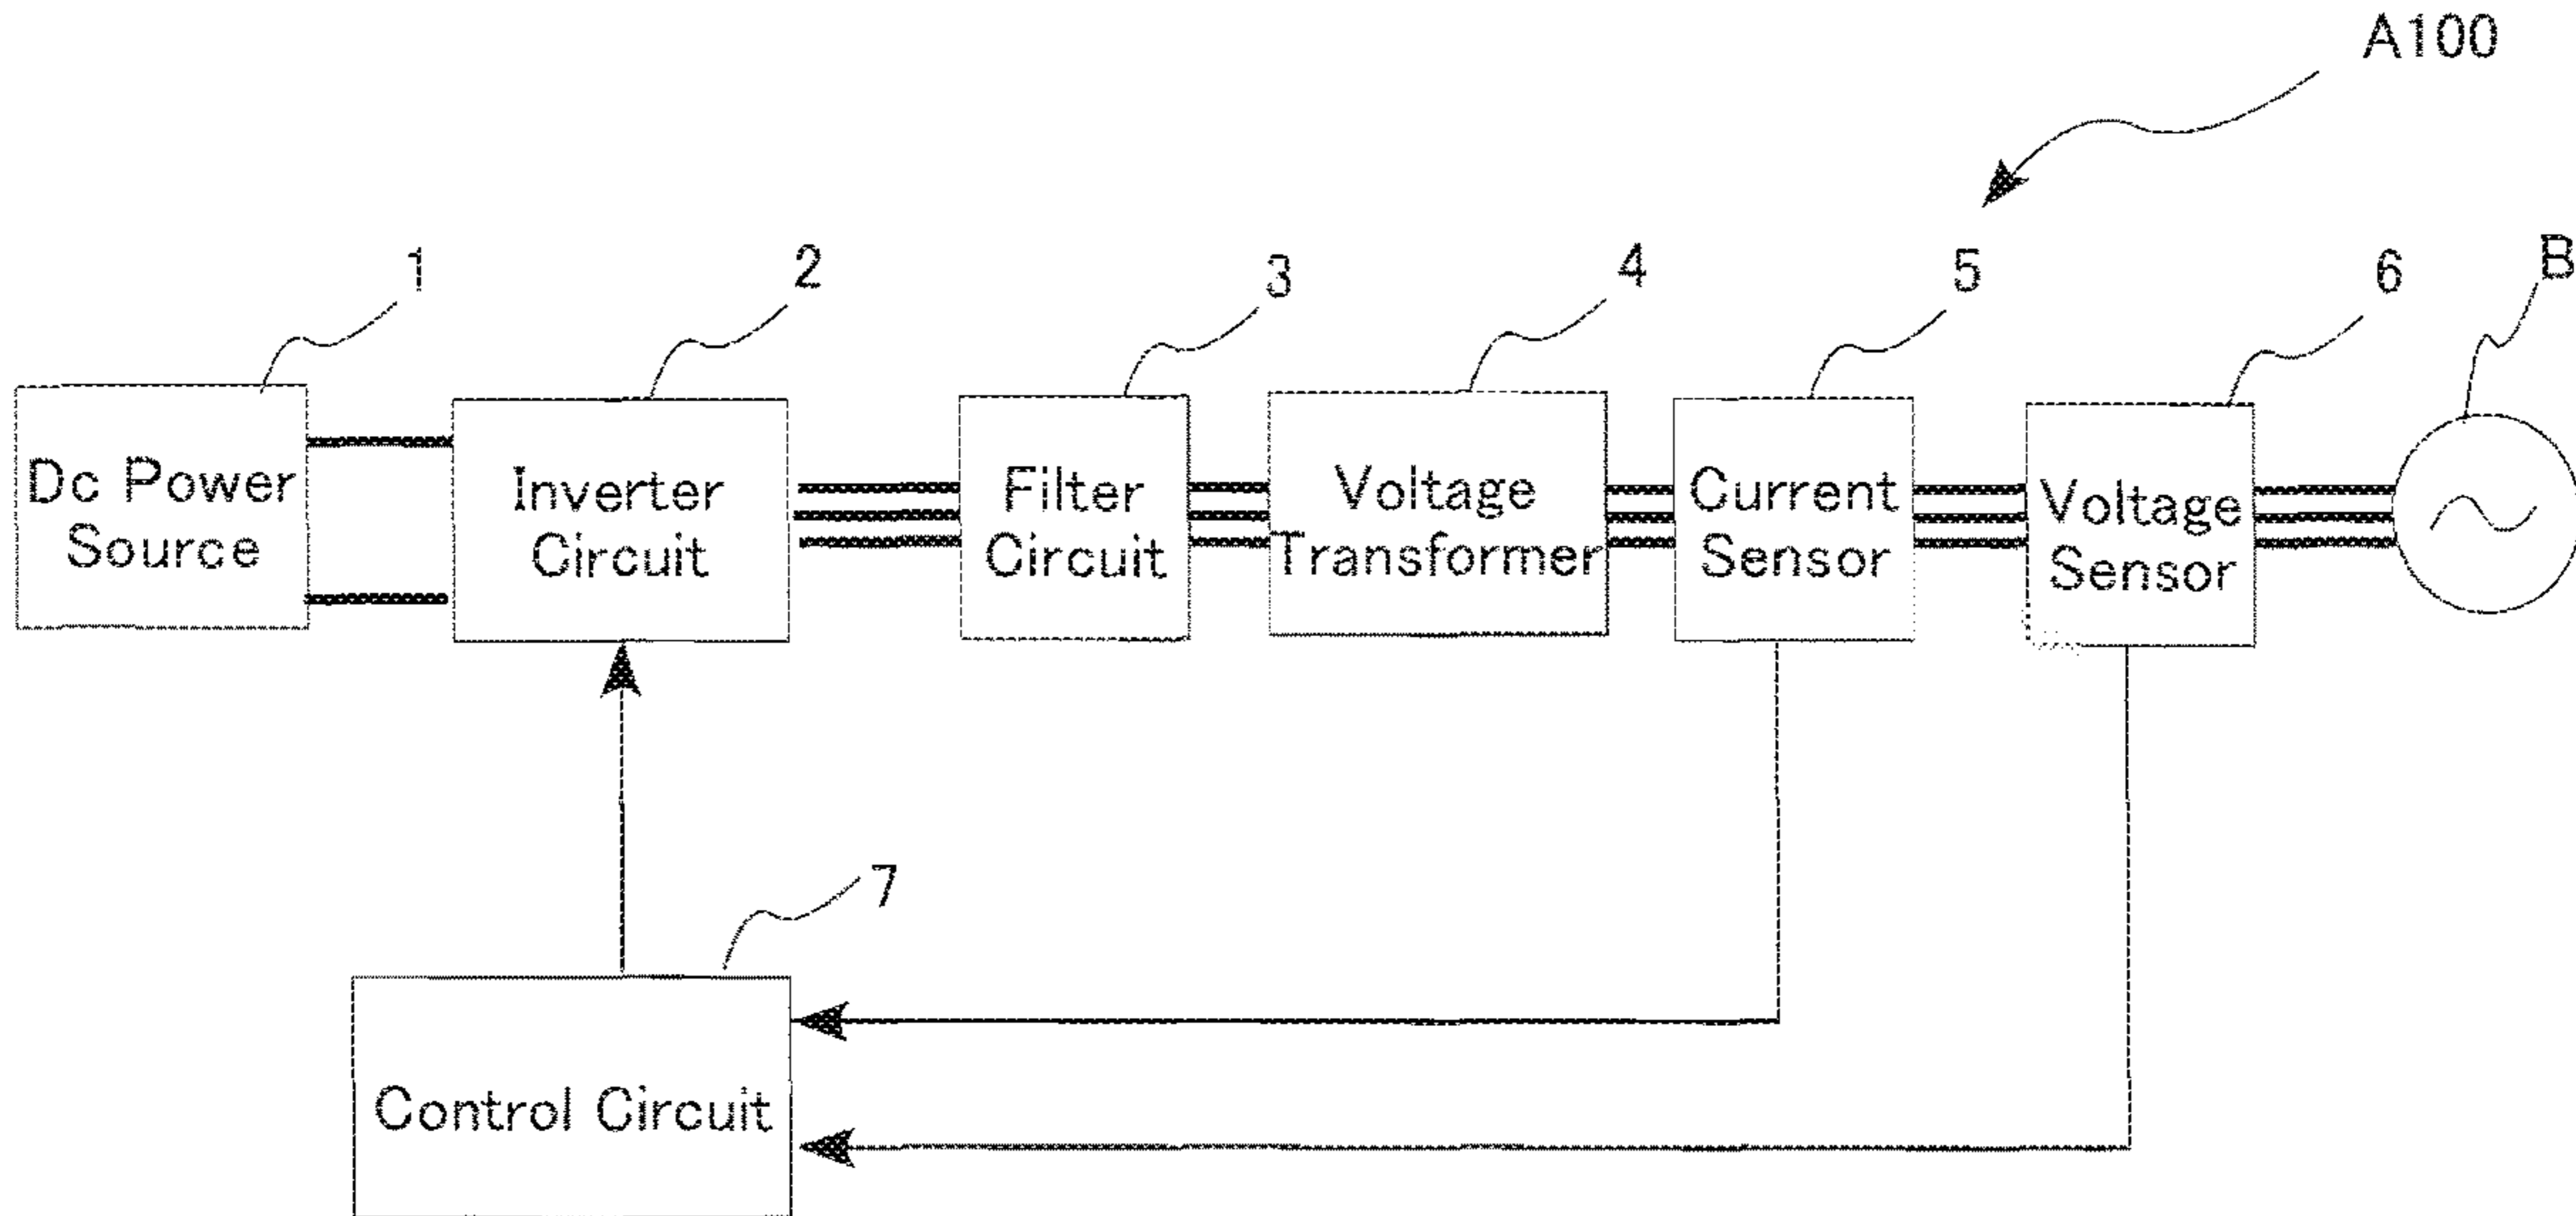 A100
1
2
3
4
5
6
B
Dc Power
Source
Inverter
Circuit
Filter
Circuit
Voltage
Transformer
Current
Sensor
Voltage
Sensor
7
Control Circuit